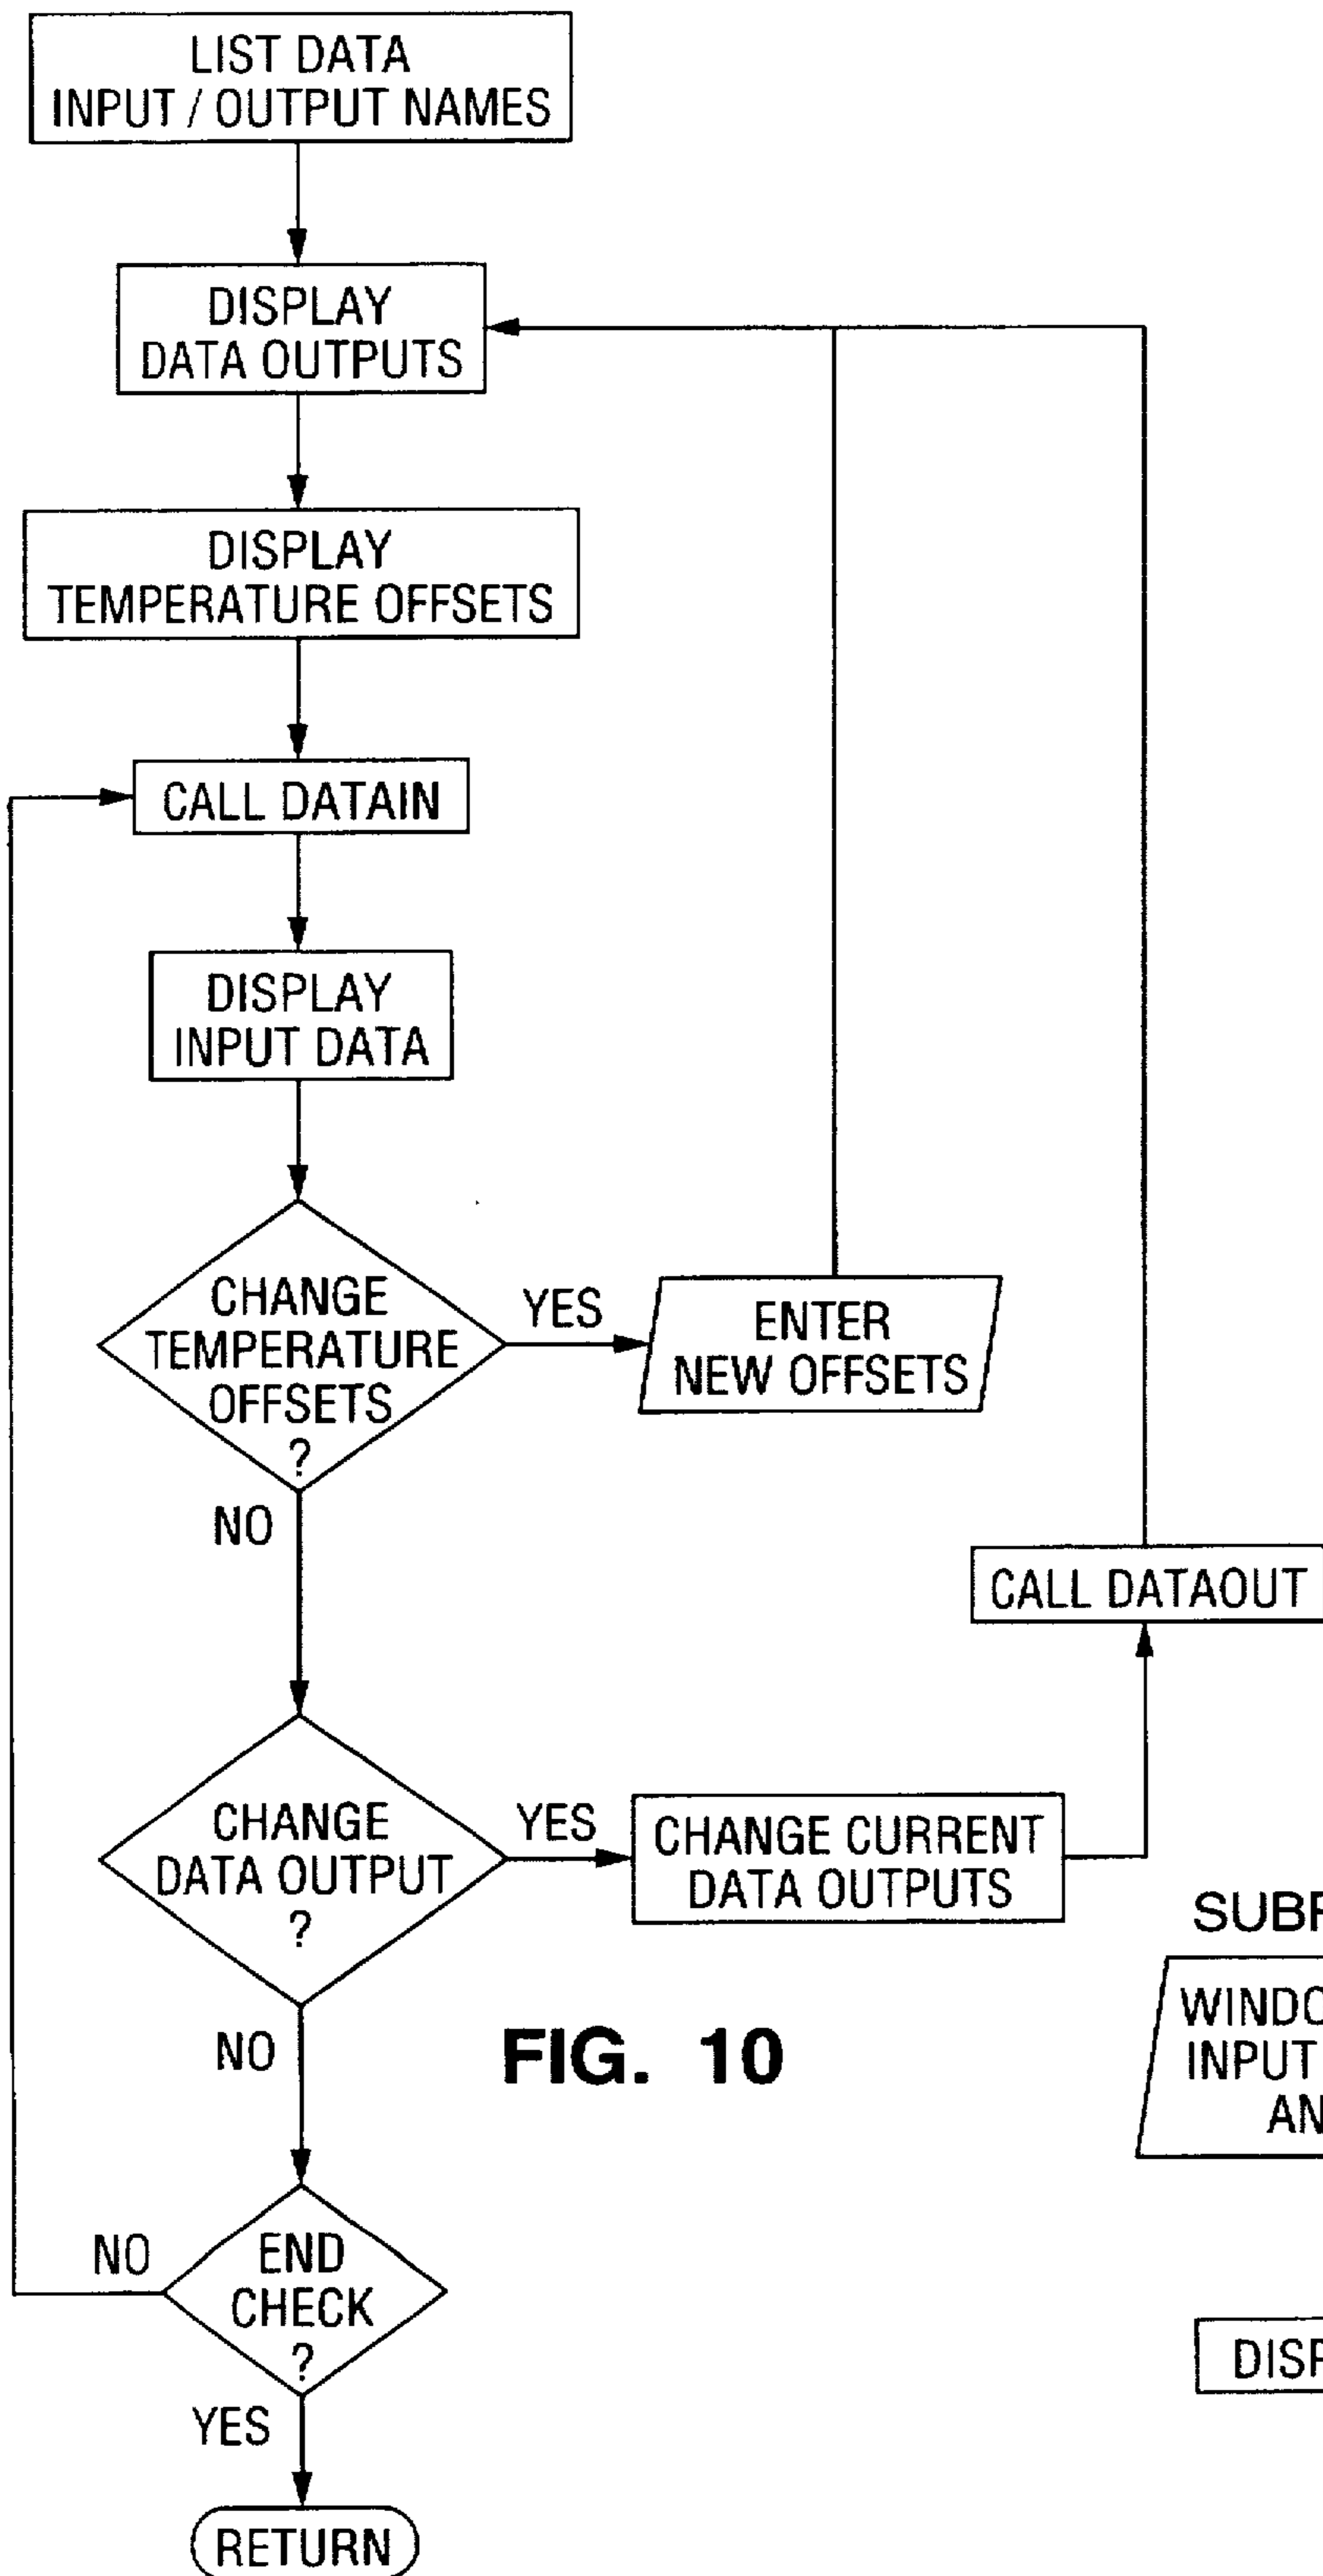 LIST DATA
INPUT / OUTPUT NAMES
DISPLAY
DATA OUTPUTS
DISPLAY
TEMPERATURE OFFSETS
CALL DATAIN
DISPLAY
INPUT DATA
CHANGE
TEMPERATURE
OFFSETS
?
YES
ENTER
NEW OFFSETS
NO
CALL DATAOUT
CHANGE
DATA OUTPUT
?
YES
CHANGE CURRENT
DATA OUTPUTS
NO
FIG. 10
INPUT
END
CHECK
?
NO
YES
RETURN